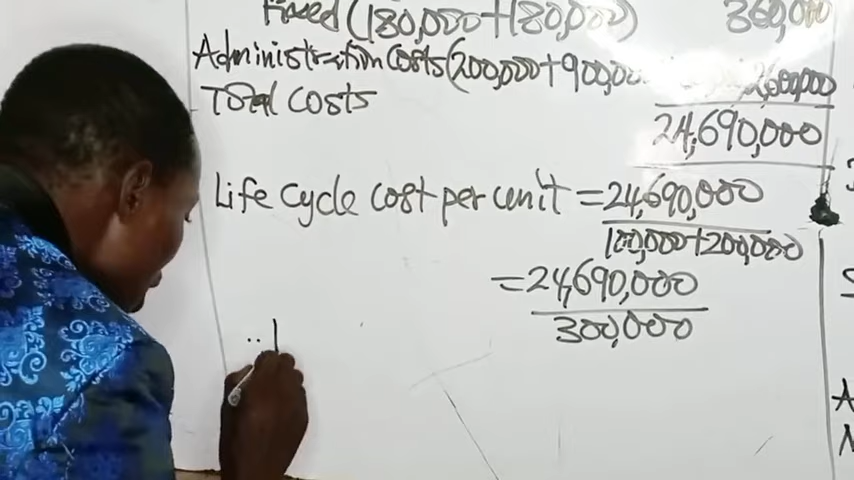 Fixed (180,000+180,000) 360,000
Administration costs (200,000+900,000
Total costs
24,690,000
Life Cycle cost per unit = 24,690,000
100,000+200,000
= 24,690,000
300,000